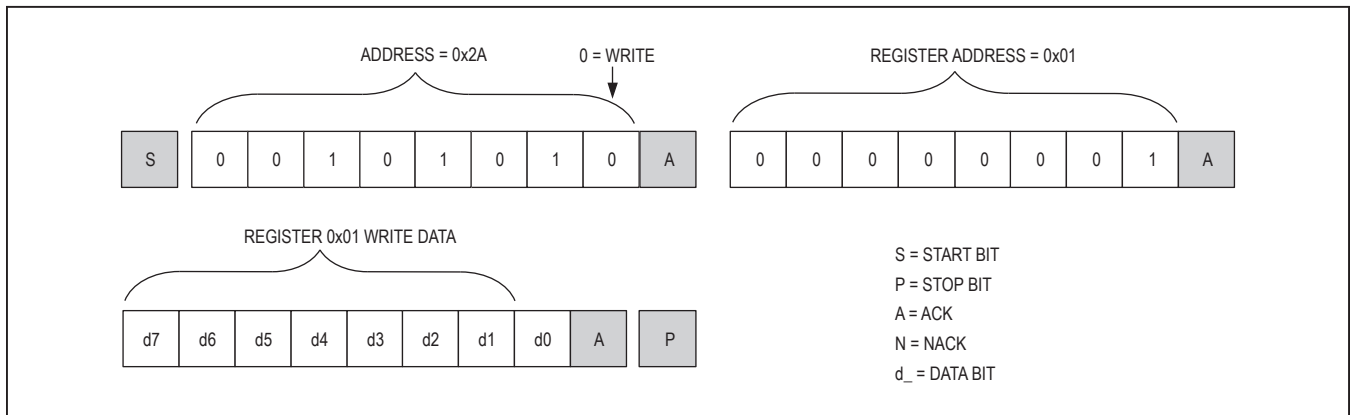 ADDRESS = 0x2A 0 = WRITE REGISTER ADDRESS = 0x01
S 0 0 1 0 1 0 1 0 A 0 0 0 0 0 0 0 1 A
REGISTER 0x01 WRITE DATA
d7 d6 d5 d4 d3 d2 d1 d0 A P
S = START BIT
P = STOP BIT
A = ACK
N = NACK
d_ = DATA BIT